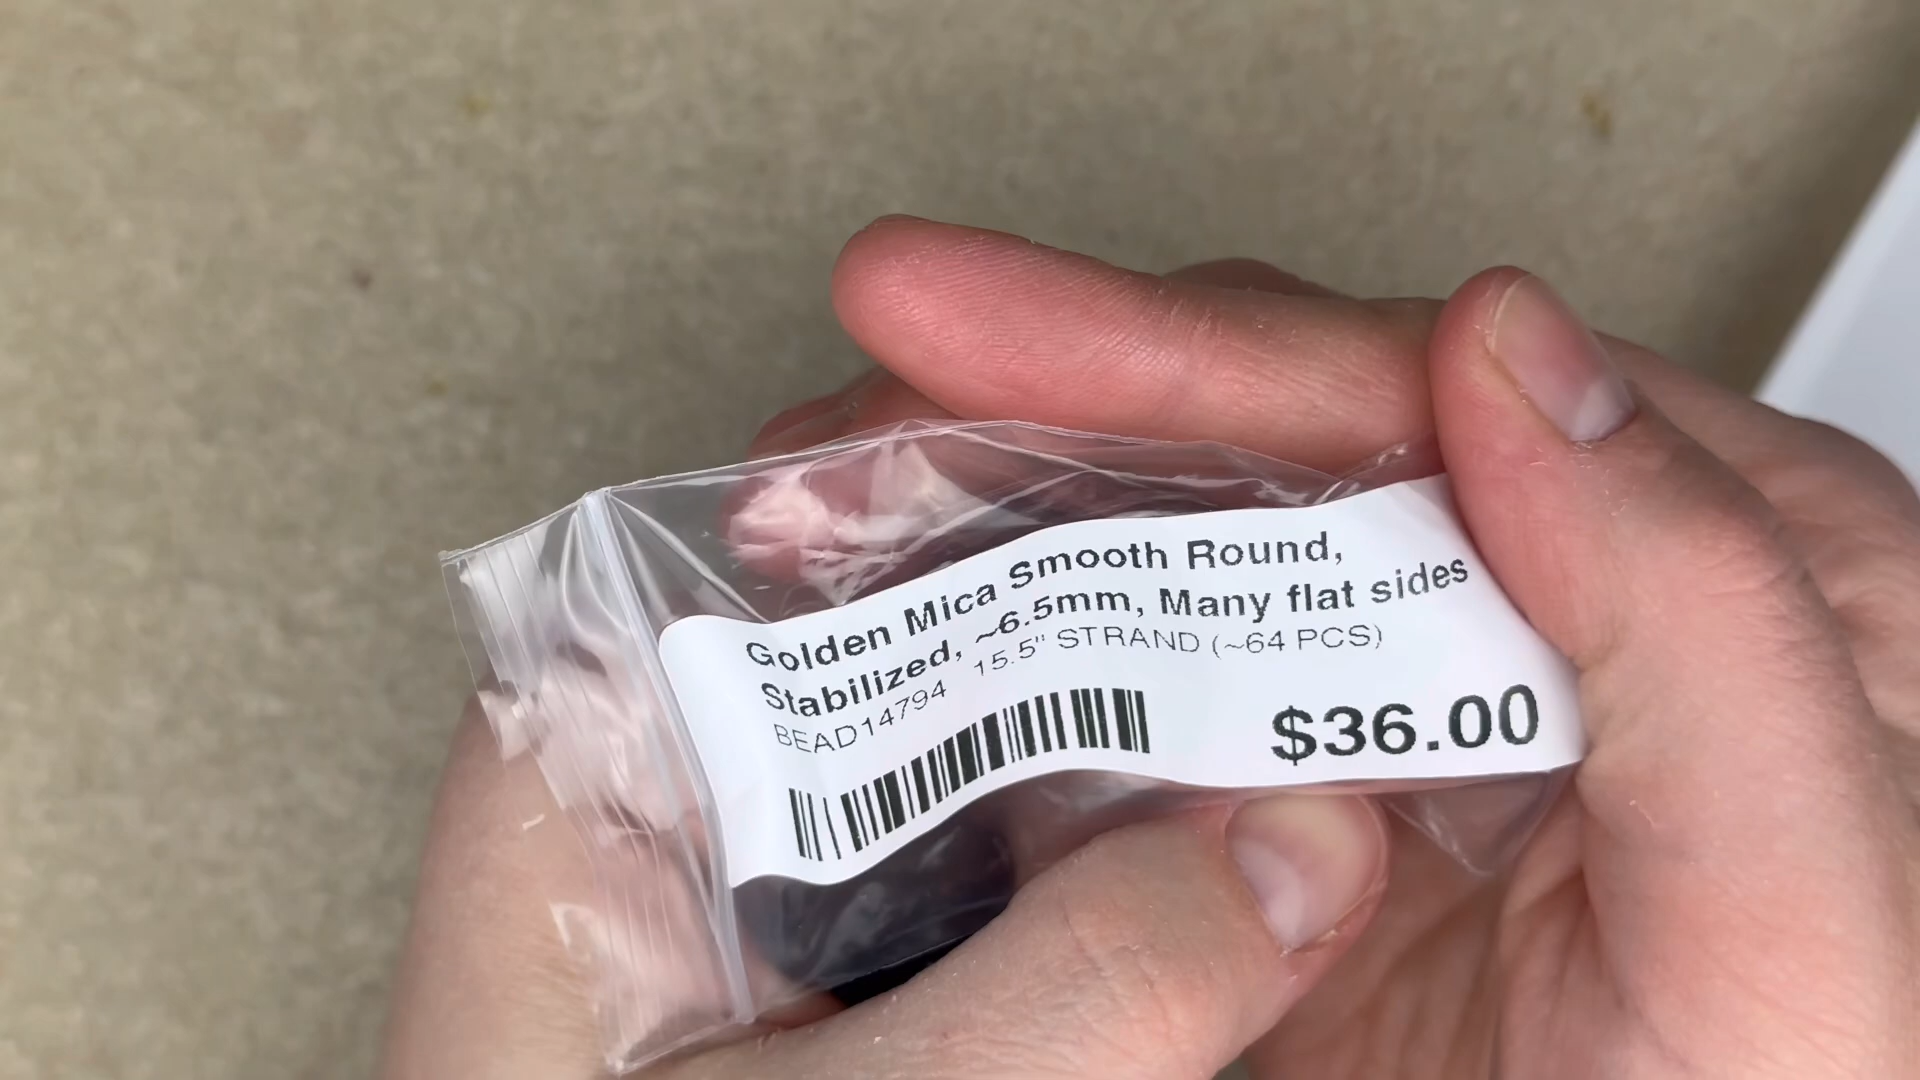 Golden Mica Smooth Round,
Stabilized, ~6.5mm, Many flat sides
BEAD14794 15.5" STRAND (~64 PCS)
$36.00